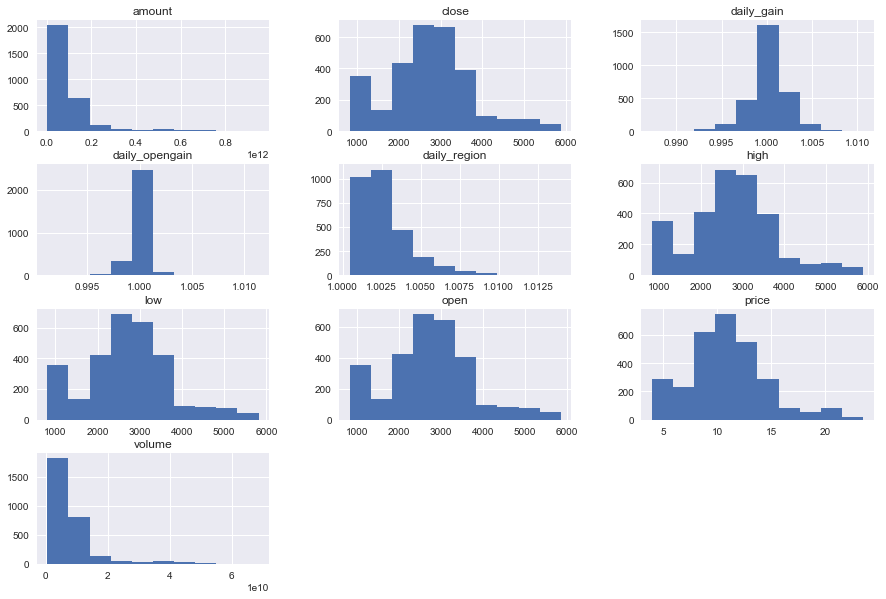 amount
2000
1500
1000
500
0
0.0 0.2 0.4 0.6 0.8
1e12
close
600
400
200
0
1000 2000 3000 4000 5000 6000
daily_gain
1500
1000
500
0
0.990 0.995 1.000 1.005 1.010
daily_opengain
2000
1000
0
0.995 1.000 1.005 1.010
daily_region
1000
750
500
250
0
1.0000 1.0025 1.0050 1.0075 1.0100 1.0125
high
600
400
200
0
1000 2000 3000 4000 5000 6000
low
600
400
200
0
1000 2000 3000 4000 5000 6000
open
600
400
200
0
1000 2000 3000 4000 5000 6000
price
600
400
200
0
5 10 15 20
volume
1500
1000
500
0
0 2 4 6
1e10